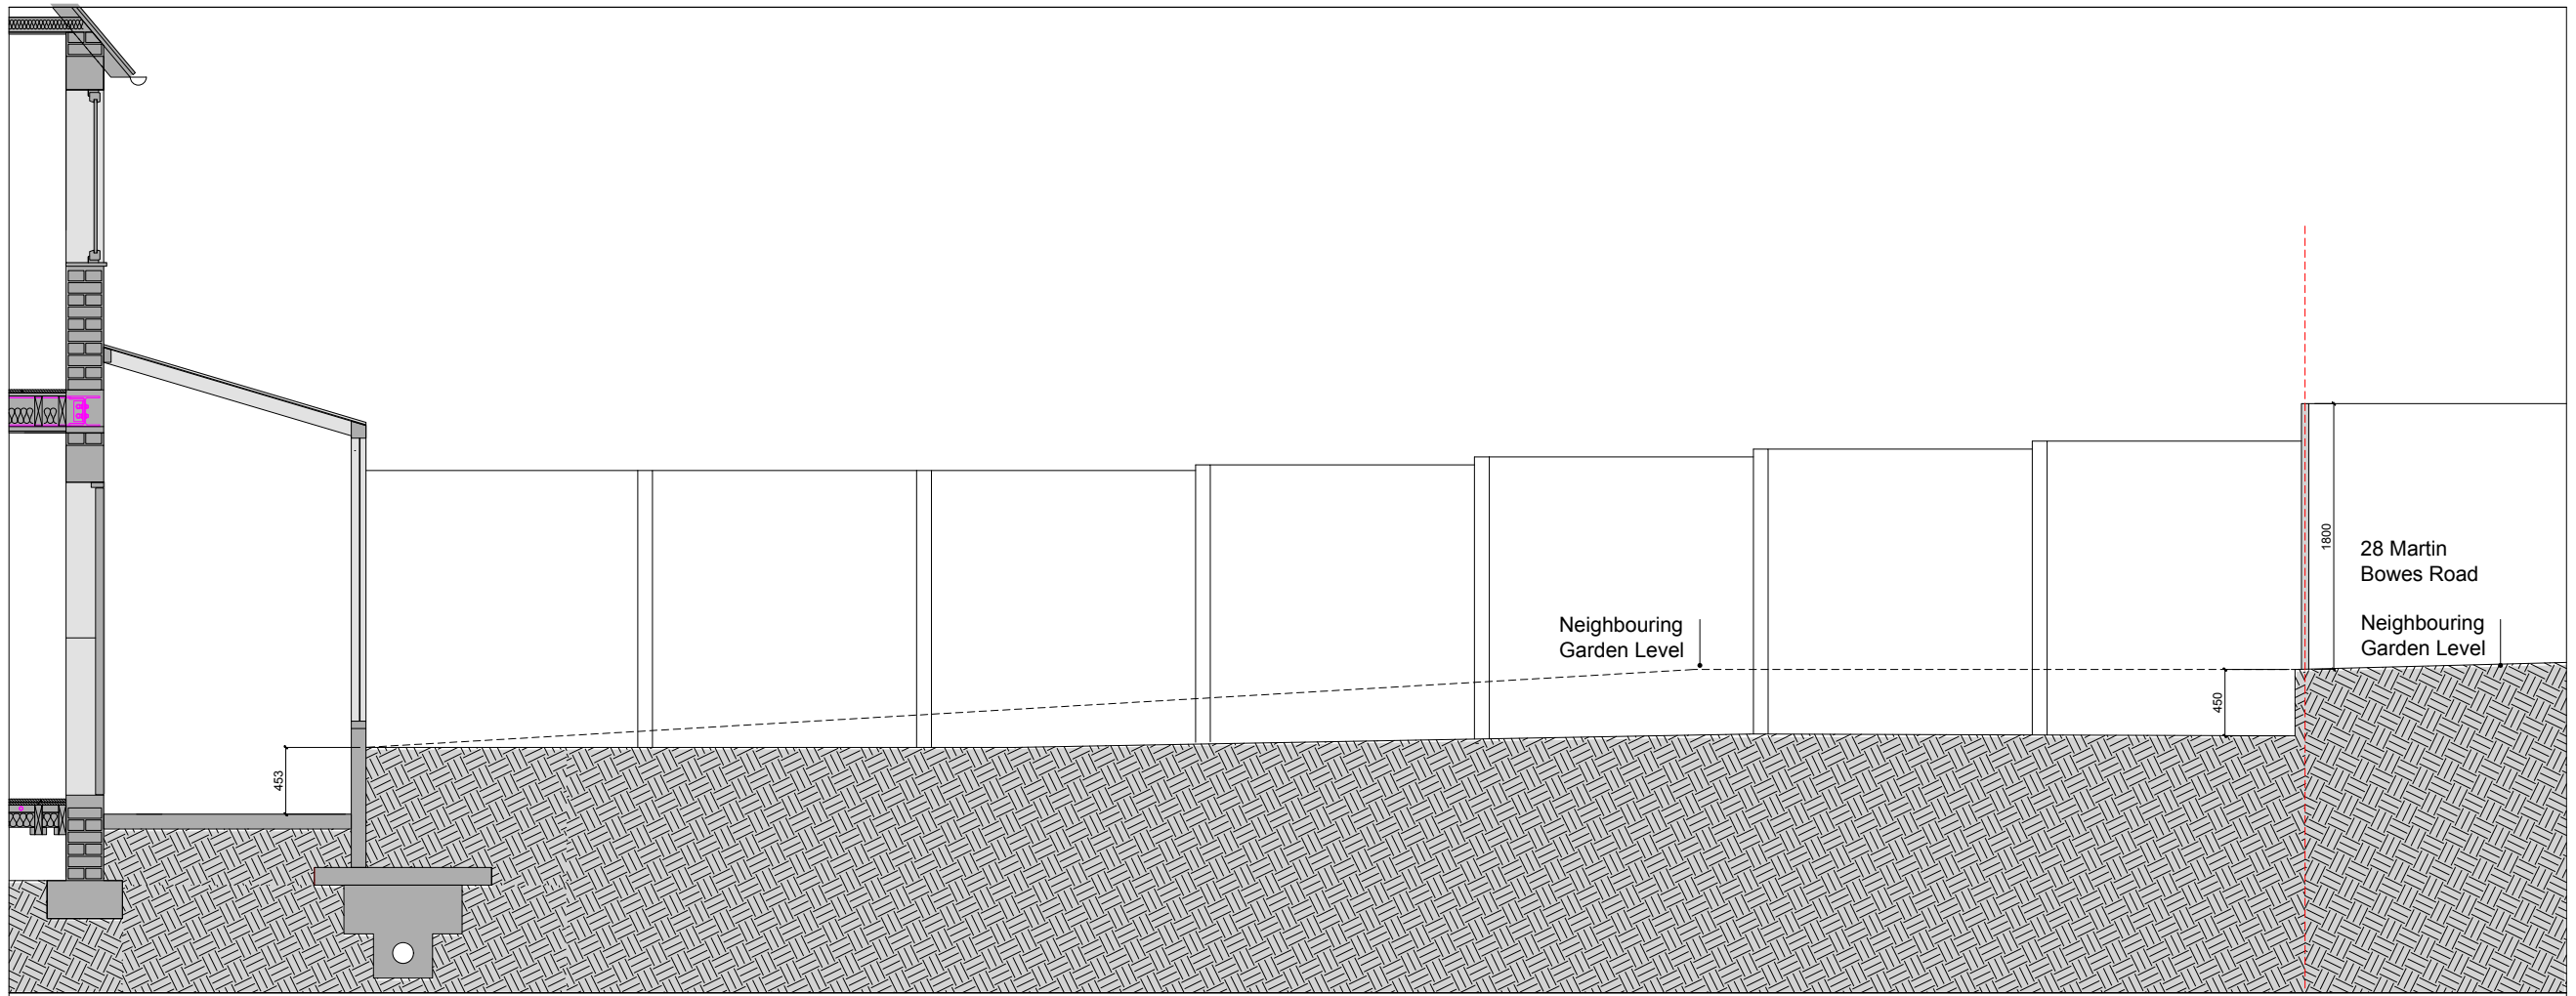 453
Neighbouring
Garden Level
450
1800
28 Martin
Bowes Road
Neighbouring
Garden Level